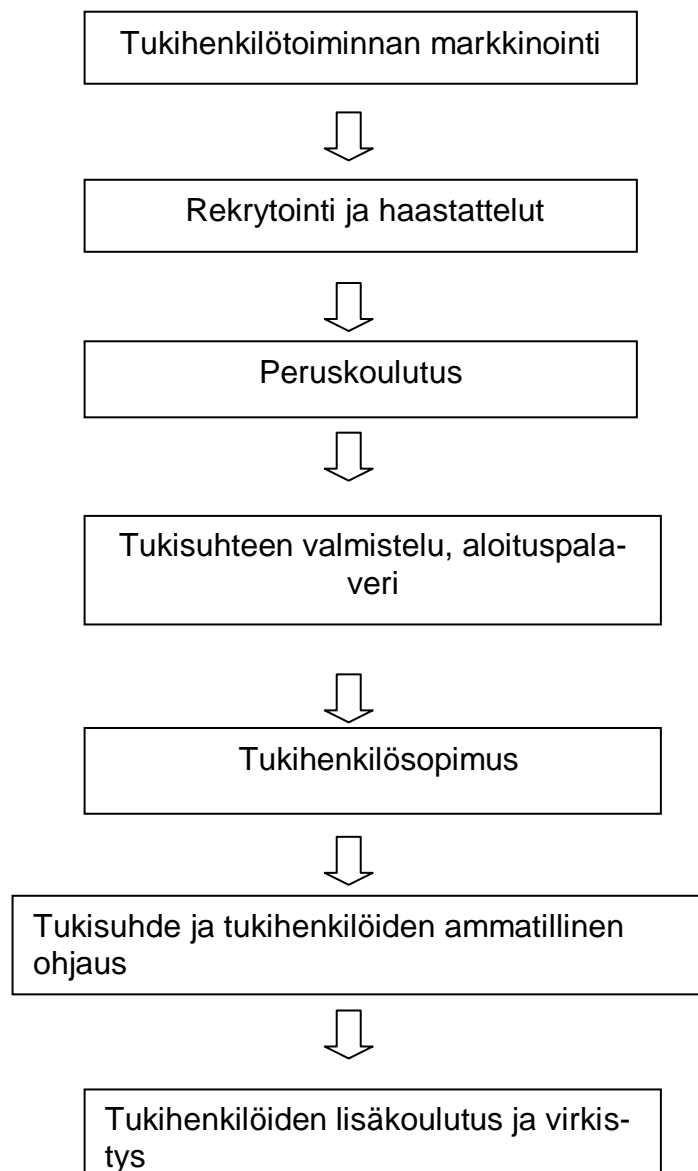 Tukihenkilötoiminnan markkinointi
Rekrytointi ja haastattelut
Peruskoulutus
Tukisuhteen valmistelu, aloituspala-
veri
Tukihenkilösopimus
Tukisuhde ja tukihenkilöiden ammatillinen
ohjaus
Tukihenkilöiden lisäkoulutus ja virkis-
tys